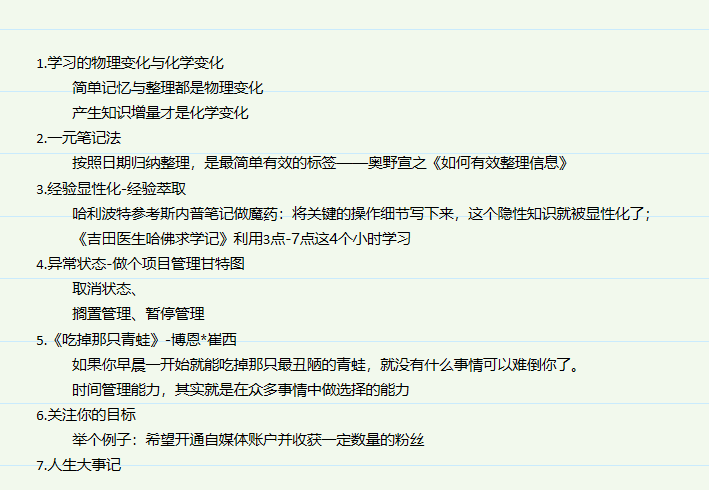 1.学习的物理变化与化学变化
简单记忆与整理都是物理变化
产生知识增量才是化学变化
2.一元笔记法
按照日期归纳整理，是最简单有效的标签——奥野宣之《如何有效整理信息》
3.经验显性化-经验萃取
哈利波特参考斯内普笔记做魔药：将关键的操作细节写下来，这个隐性知识就被显性化了；
《吉田医生哈佛求学记》利用3点-7点这4个小时学习
4.异常状态-做个项目管理甘特图
取消状态、
搁置管理、暂停管理
5.《吃掉那只青蛙》-博恩*崔西
如果你早晨一开始就能吃掉那只最丑陋的青蛙，就没有什么事情可以难倒你了。
时间管理能力，其实就是在众多事情中做选择的能力
6.关注你的目标
举个例子：希望开通自媒体账户并收获一定数量的粉丝
7.人生大事记